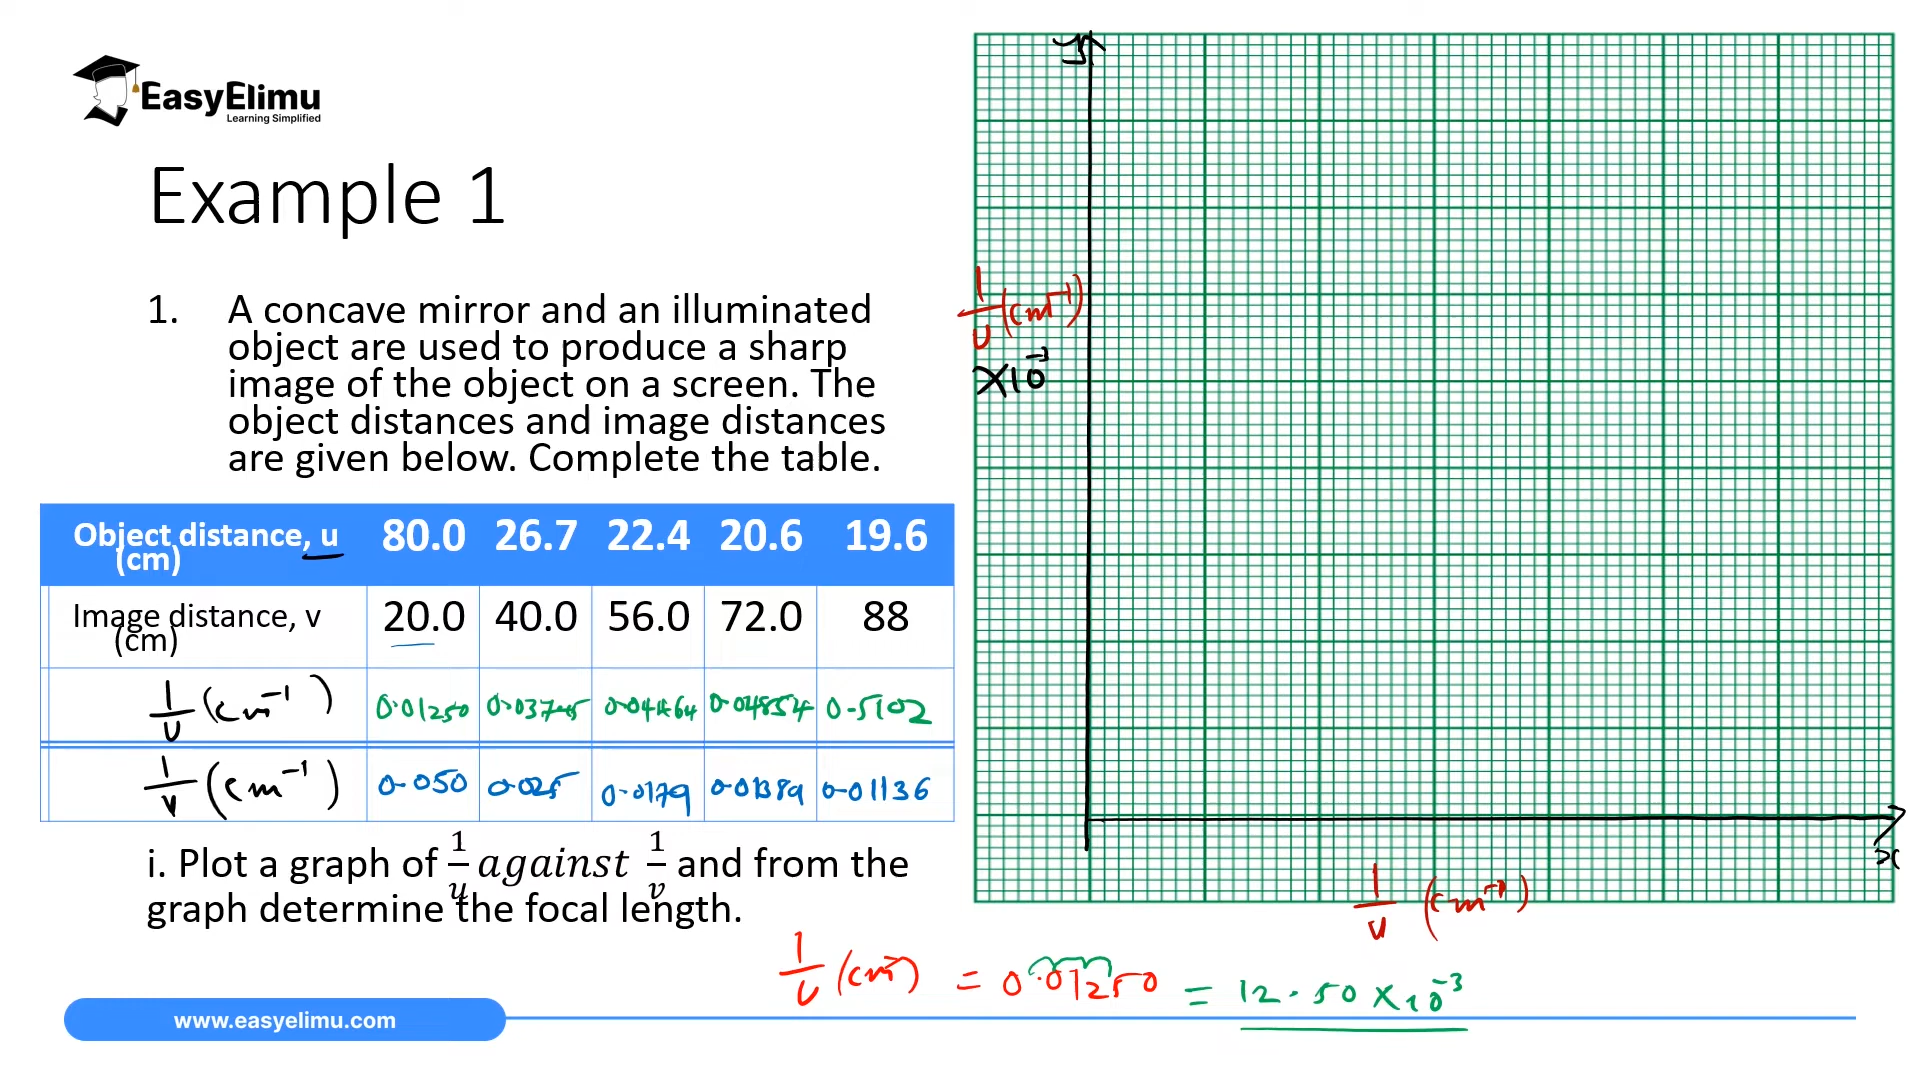 EasyElimu
Learning Simplified
Example 1
1. A concave mirror and an illuminated
object are used to produce a sharp
image of the object on a screen. The
object distances and image distances
are given below. Complete the table.
Object distance, u (cm) 80.0 26.7 22.4 20.6 19.6
Image distance, v (cm) 20.0 40.0 56.0 72.0 88
1/u (cm⁻¹) 0.01250 0.03745 0.04464 0.04854 0.5102
1/v (cm⁻¹) 0.050 0.025 0.0179 0.01389 0.01136
i. Plot a graph of 1/u against 1/v and from the
graph determine the focal length.
y
1/u (cm⁻¹)
×10⁻³
x
1/v (cm⁻¹)
1/u (cm⁻¹) = 0.01250 = 12.50 × 10⁻³
www.easyelimu.com